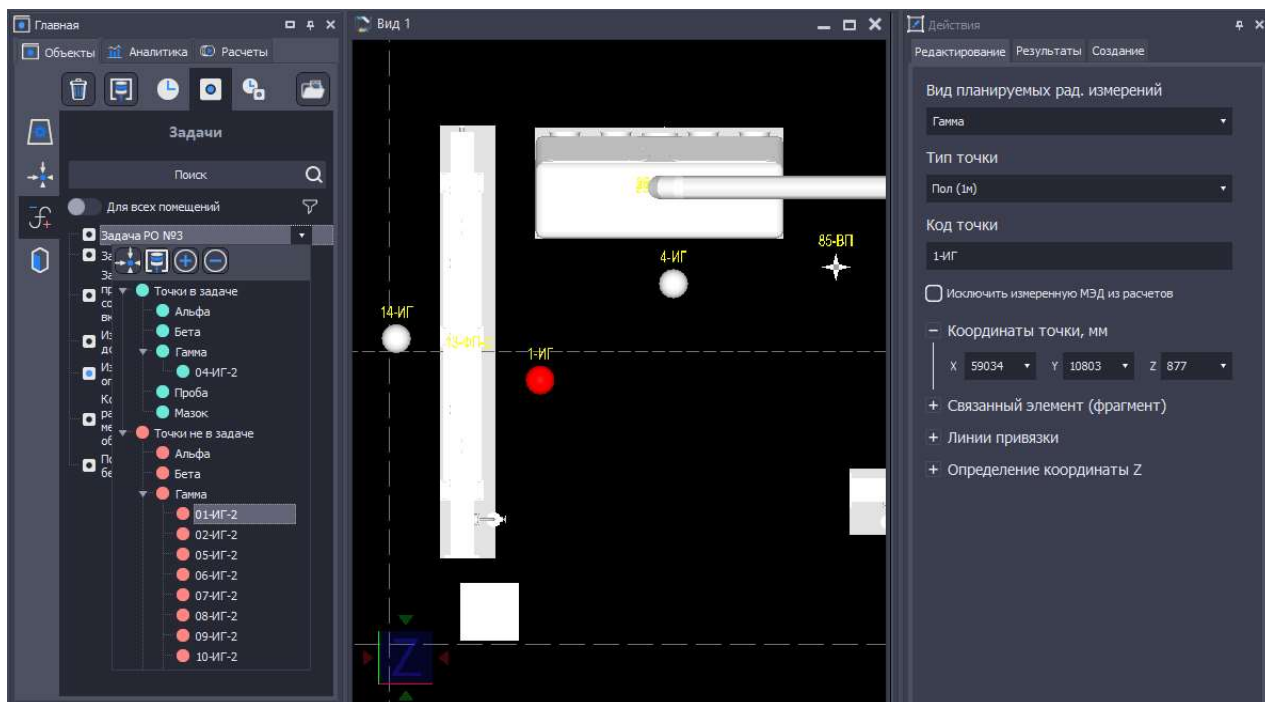 Главная
Объекты
Аналитика
Расчеты
Задачи
Поиск
Для всех помещений
Задача РО №3
Точки в задаче
Альфа
Бета
Гамма
04-ИГ-2
Проба
Мазок
Точки не в задаче
Альфа
Бета
Гамма
01-ИГ-2
02-ИГ-2
05-ИГ-2
06-ИГ-2
07-ИГ-2
08-ИГ-2
09-ИГ-2
10-ИГ-2
Вид 1
85-ВП
4-ИГ
14-ИГ
1-ИГ
Z
Действия
Редактирование Результаты Создание
Вид планируемых рад. измерений
Гамма
Тип точки
Пол (1м)
Код точки
1-ИГ
Исключить измеренную МЭД из расчетов
Координаты точки, мм
X 59034 Y 10803 Z 877
Связанный элемент (фрагмент)
Линии привязки
Определение координаты Z